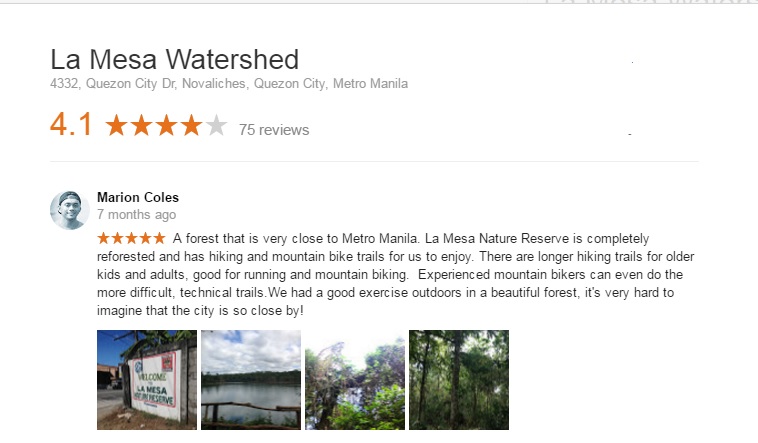 La Mesa Watershed
4332, Quezon City Dr, Novaliches, Quezon City, Metro Manila
4.1 75 reviews
Marion Coles
7 months ago
A forest that is very close to Metro Manila. La Mesa Nature Reserve is completely
reforested and has hiking and mountain bike trails for us to enjoy. There are longer hiking trails for older
kids and adults, good for running and mountain biking.  Experienced mountain bikers can even do the
more difficult, technical trails.We had a good exercise outdoors in a beautiful forest, it's very hard to
imagine that the city is so close by!
WELCOME
TO
LA MESA
NATURE RESERVE